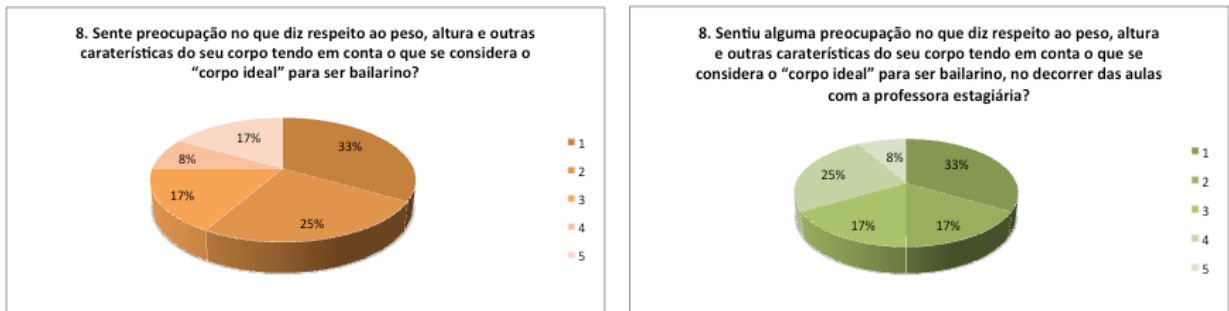 8. Sente preocupação no que diz respeito ao peso, altura e outras
caraterísticas do seu corpo tendo em conta o que se considera o
“corpo ideal” para ser bailarino?
17%
33%
8%
17%
25%
1
2
3
4
5
8. Sentiu alguma preocupação no que diz respeito ao peso, altura
e outras caraterísticas do seu corpo tendo em conta o que se
considera o “corpo ideal” para ser bailarino, no decorrer das aulas
com a professora estagiária?
8%
33%
25%
17%
17%
1
2
3
4
5